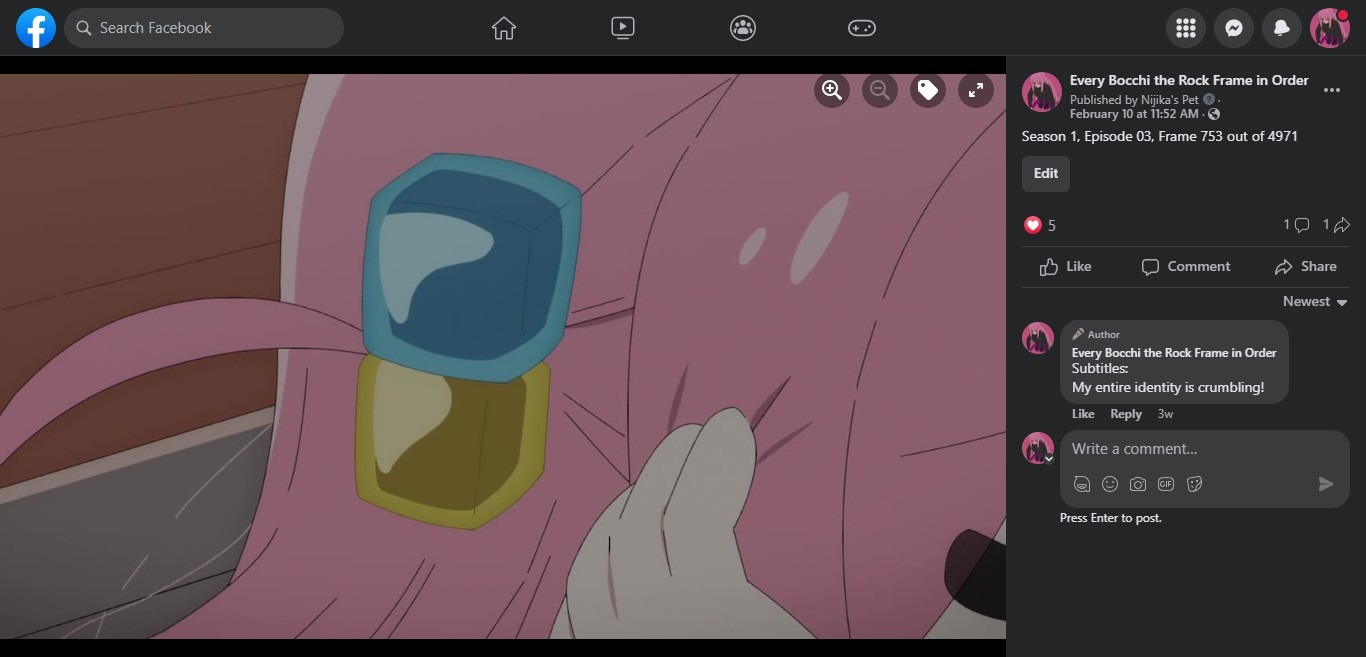 Search Facebook
Every Bocchi the Rock Frame in Order
Published by Nijika's Pet ·
February 10 at 11:52 AM ·
Season 1, Episode 03, Frame 753 out of 4971
Edit
5
1 1
Like Comment Share
Newest
Author
Every Bocchi the Rock Frame in Order
Subtitles:
My entire identity is crumbling!
Like Reply 3w
Write a comment...
GIF
Press Enter to post.